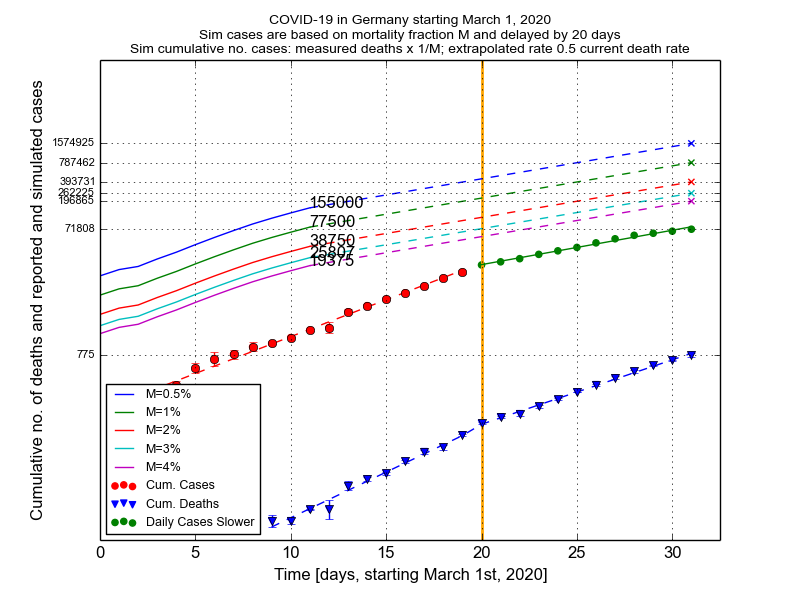 COVID-19 in Germany starting March 1, 2020
Sim cases are based on mortality fraction M and delayed by 20 days
Sim cumulative no. of cases: measured deaths x 1/M; extrapolated rate 0.5 current death rate
Cumulative no. of deaths and reported and simulated cases
1574925
787462
393731
262225
196865
71808
775
155000
77500
38750
25807
19375
M=0.5%
M=1%
M=2%
M=3%
M=4%
Cum. Cases
Cum. Deaths
Daily Cases Slower
0 5 10 15 20 25 30
Time [days, starting March 1st, 2020]